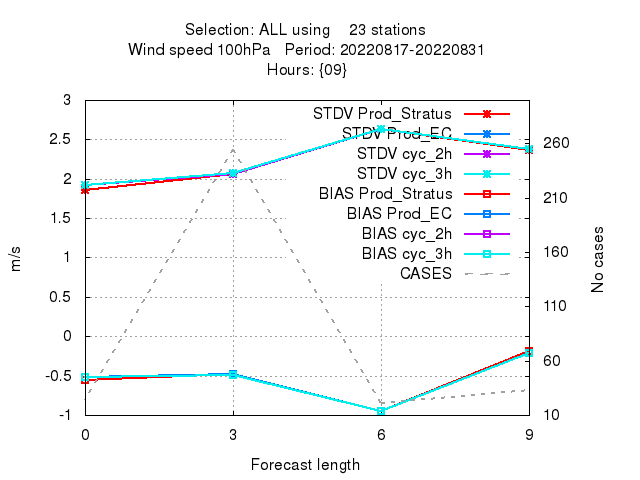 Selection: ALL using 23 stations
Wind speed 100hPa Period: 20220817-20220831
Hours: {09}
3
2.5
2
1.5
1
0.5
0
-0.5
-1
m/s
STDV Prod_Stratus
STDV Prod_EC
STDV cyc_2h
STDV cyc_3h
BIAS Prod_Stratus
BIAS Prod_EC
BIAS cyc_2h
BIAS cyc_3h
CASES
260
210
160
110
60
10
No cases
0 3 6 9
Forecast length